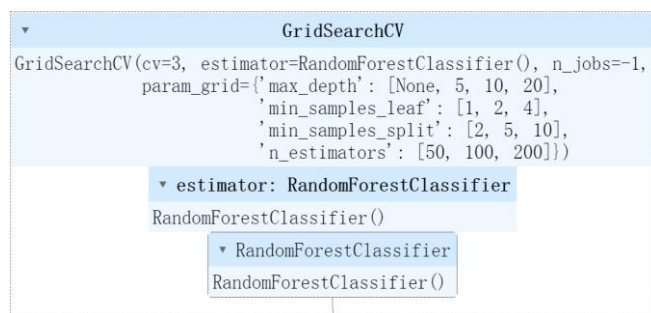 GridSearchCV
GridSearchCV(cv=3, estimator=RandomForestClassifier(), n_jobs=-1,
param_grid={'max_depth': [None, 5, 10, 20],
'min_samples_leaf': [1, 2, 4],
'min_samples_split': [2, 5, 10],
'n_estimators': [50, 100, 200]})
estimator: RandomForestClassifier
RandomForestClassifier()
RandomForestClassifier
RandomForestClassifier()